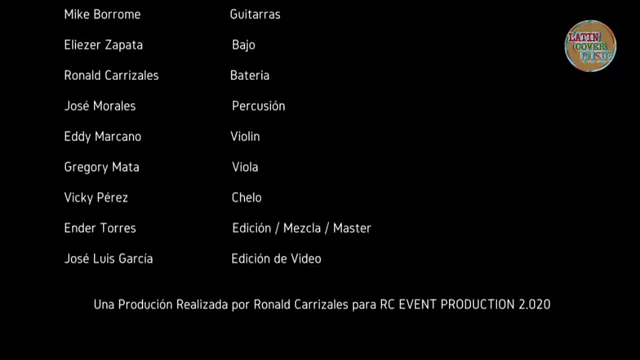 Mike Borrome Guitarras
Eliezer Zapata Bajo
Ronald Carrizales Bateria
José Morales Percusión
Eddy Marcano Violin
Gregory Mata Viola
Vicky Pérez Chelo
Ender Torres Edición / Mezcla / Master
José Luis García Edición de Video
Una Produción Realizada por Ronald Carrizales para RC EVENT PRODUCTION 2.020
LATIN
COVER